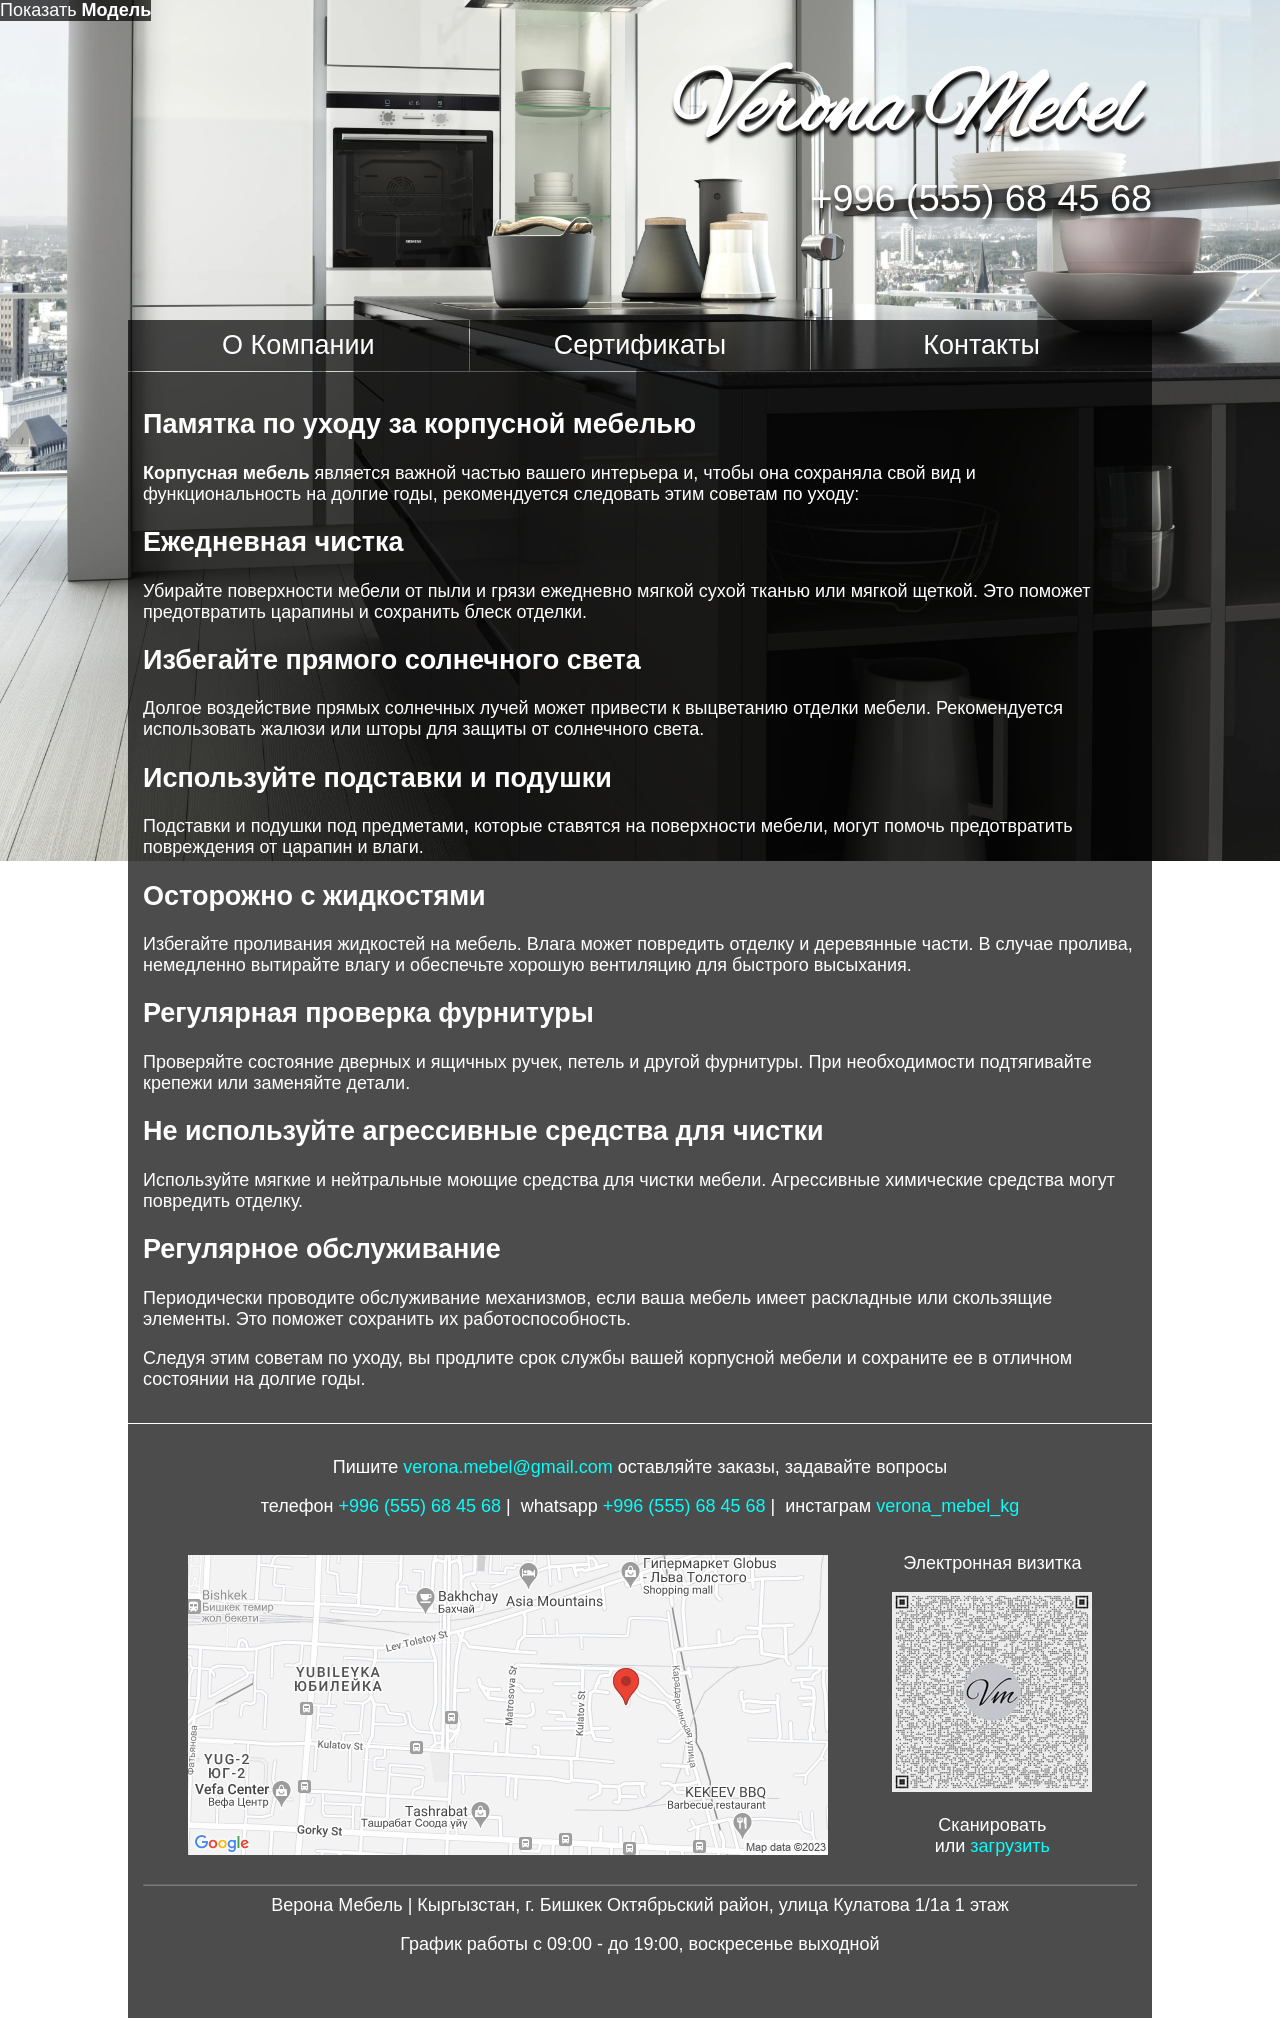 Показать Модель
Verona Mebel
+996 (555) 68 45 68
SIEMENS
О Компании
Сертификаты
Контакты
Памятка по уходу за корпусной мебелью
Корпусная мебель является важной частью вашего интерьера и, чтобы она сохраняла свой вид и
функциональность на долгие годы, рекомендуется следовать этим советам по уходу:
Ежедневная чистка
Убирайте поверхности мебели от пыли и грязи ежедневно мягкой сухой тканью или мягкой щеткой. Это поможет
предотвратить царапины и сохранить блеск отделки.
Избегайте прямого солнечного света
Долгое воздействие прямых солнечных лучей может привести к выцветанию отделки мебели. Рекомендуется
использовать жалюзи или шторы для защиты от солнечного света.
Используйте подставки и подушки
Подставки и подушки под предметами, которые ставятся на поверхности мебели, могут помочь предотвратить
повреждения от царапин и влаги.
Осторожно с жидкостями
Избегайте проливания жидкостей на мебель. Влага может повредить отделку и деревянные части. В случае пролива,
немедленно вытирайте влагу и обеспечьте хорошую вентиляцию для быстрого высыхания.
Регулярная проверка фурнитуры
Проверяйте состояние дверных и ящичных ручек, петель и другой фурнитуры. При необходимости подтягивайте
крепежи или заменяйте детали.
Не используйте агрессивные средства для чистки
Используйте мягкие и нейтральные моющие средства для чистки мебели. Агрессивные химические средства могут
повредить отделку.
Регулярное обслуживание
Периодически проводите обслуживание механизмов, если ваша мебель имеет раскладные или скользящие
элементы. Это поможет сохранить их работоспособность.
Следуя этим советам по уходу, вы продлите срок службы вашей корпусной мебели и сохраните ее в отличном
состоянии на долгие годы.
Пишите verona.mebel@gmail.com оставляйте заказы, задавайте вопросы
телефон +996 (555) 68 45 68 | whatsapp +996 (555) 68 45 68 | инстаграм verona_mebel_kg
Гипермаркет Globus
- Льва Толстого
Shopping mall
Bishkek
Бишкек темир
жол бекети
Bakhchay
Бахчай
Asia Mountains
Lev Tolstoy St
YUBILEYKA
ЮБИЛЕЙКА
Matrosova St
Kulatov St
Карадарьинская улица
Фатьянова
Kulatov St
YUG-2
ЮГ-2
Vefa Center
Вефа Центр
KEKEEV BBQ
Barbecue restaurant
Tashrabat
Ташрабат Соода үйү
Gorky St
Google
Map data ©2023
Электронная визитка
Vm
Сканировать
или загрузить
Верона Мебель | Кыргызстан, г. Бишкек Октябрьский район, улица Кулатова 1/1а 1 этаж
График работы с 09:00 - до 19:00, воскресенье выходной